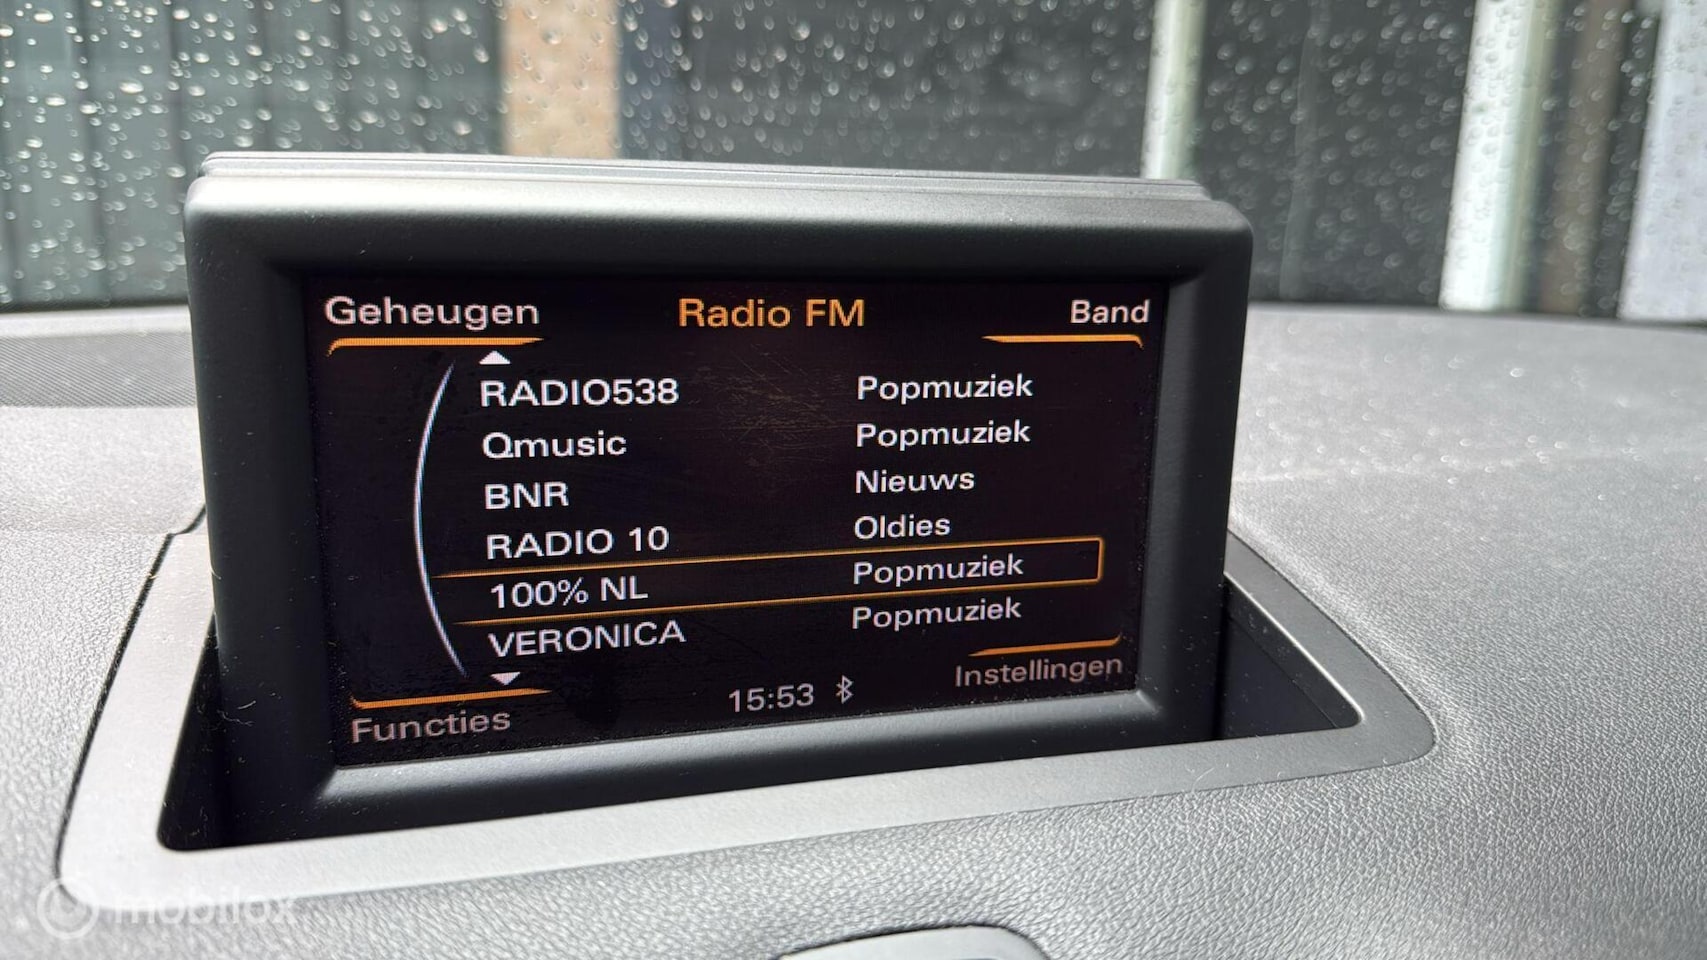 Geheugen Radio FM Band
RADIO538 Popmuziek
Qmusic Popmuziek
BNR Nieuws
RADIO 10 Oldies
100% NL Popmuziek
VERONICA Popmuziek
Functies 15:53 Instellingen
mobilox